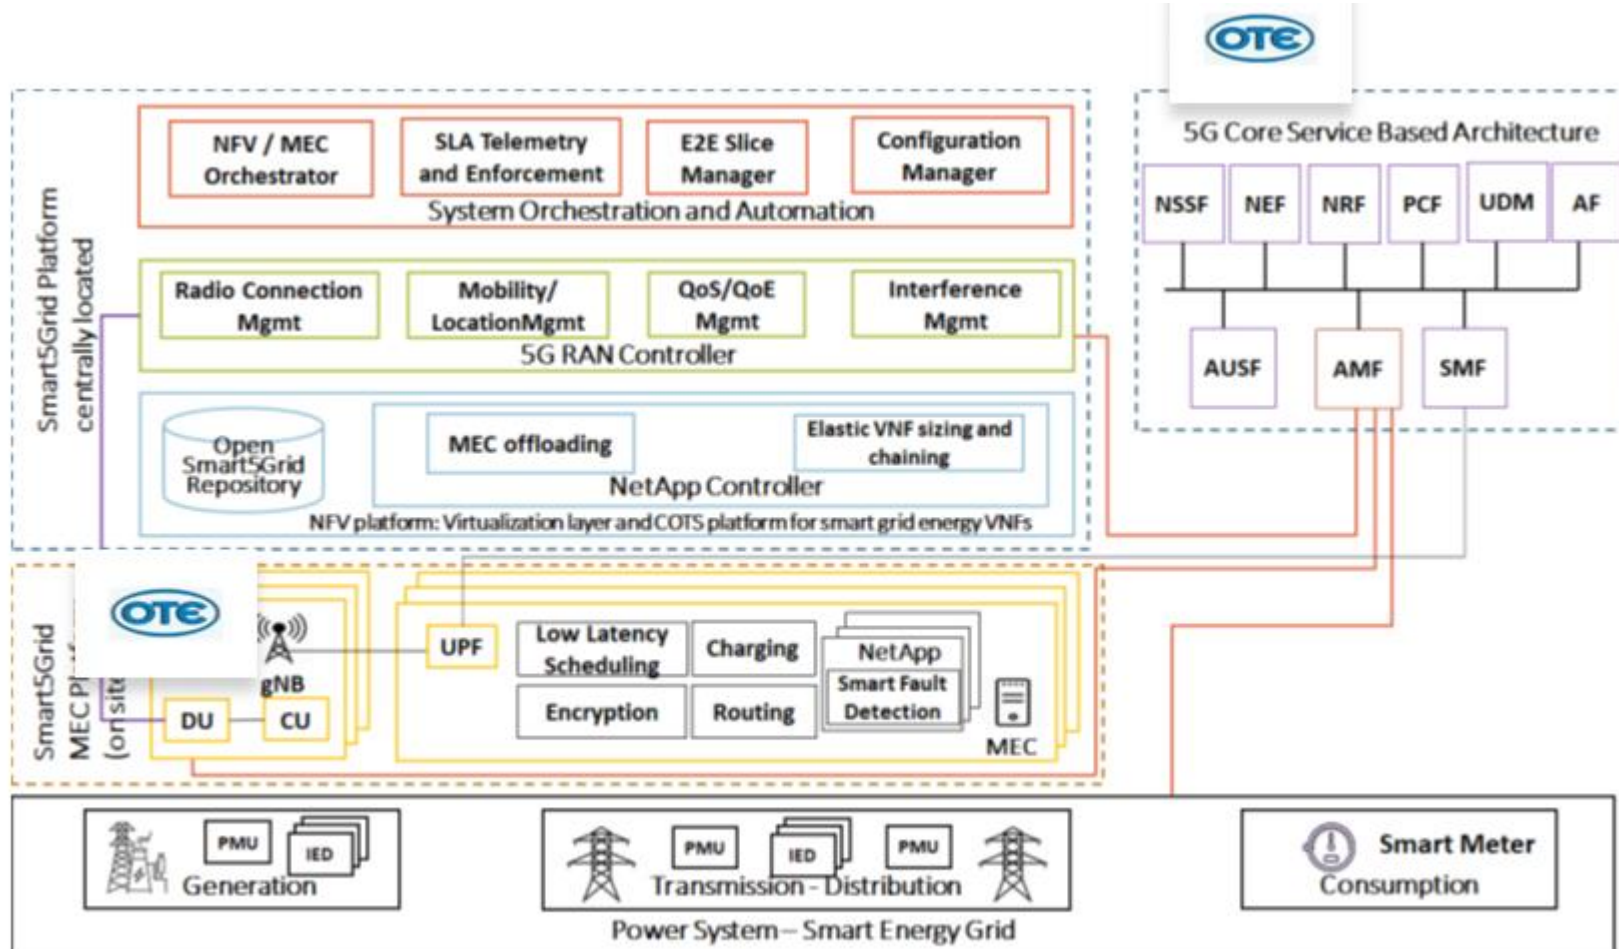 OTE
Smart5Grid Platform
centrally located
NFV / MEC
Orchestrator
SLA Telemetry
and Enforcement
E2E Slice
Manager
Configuration
Manager
System Orchestration and Automation
Radio Connection
Mgmt
Mobility/
LocationMgmt
QoS/QoE
Mgmt
Interference
Mgmt
5G RAN Controller
Open
Smart5Grid
Repository
MEC offloading
Elastic VNF sizing and
chaining
NetApp Controller
NFV platform: Virtualization layer and COTS platform for smart grid energy VNFs
5G Core Service Based Architecture
NSSF
NEF
NRF
PCF
UDM
AF
AUSF
AMF
SMF
Smart5Grid
MEC
(onsite
OTE
gNB
DU
CU
UPF
Low Latency
Scheduling
Charging
Encryption
Routing
NetApp
Smart Fault
Detection
MEC
PMU
IED
Generation
PMU
IED
PMU
Transmission - Distribution
Smart Meter
Consumption
Power System – Smart Energy Grid